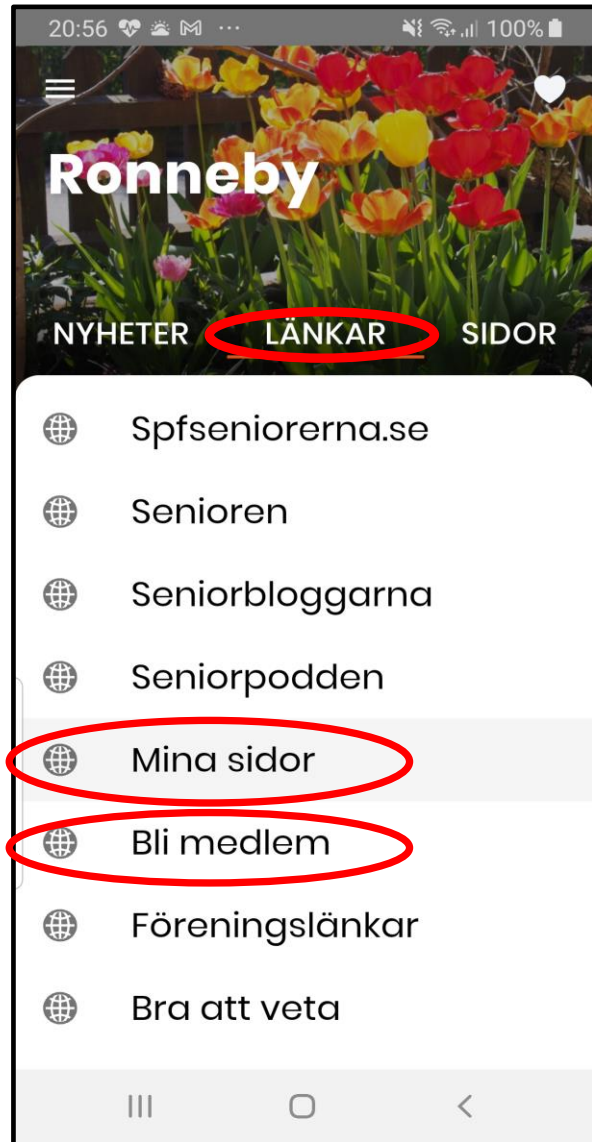 20:56 ... 100%
Ronneby
NYHETER LÄNKAR SIDOR
Spfseniorerna.se
Senioren
Seniorbloggarna
Seniorpodden
Mina sidor
Bli medlem
Föreningslänkar
Bra att veta